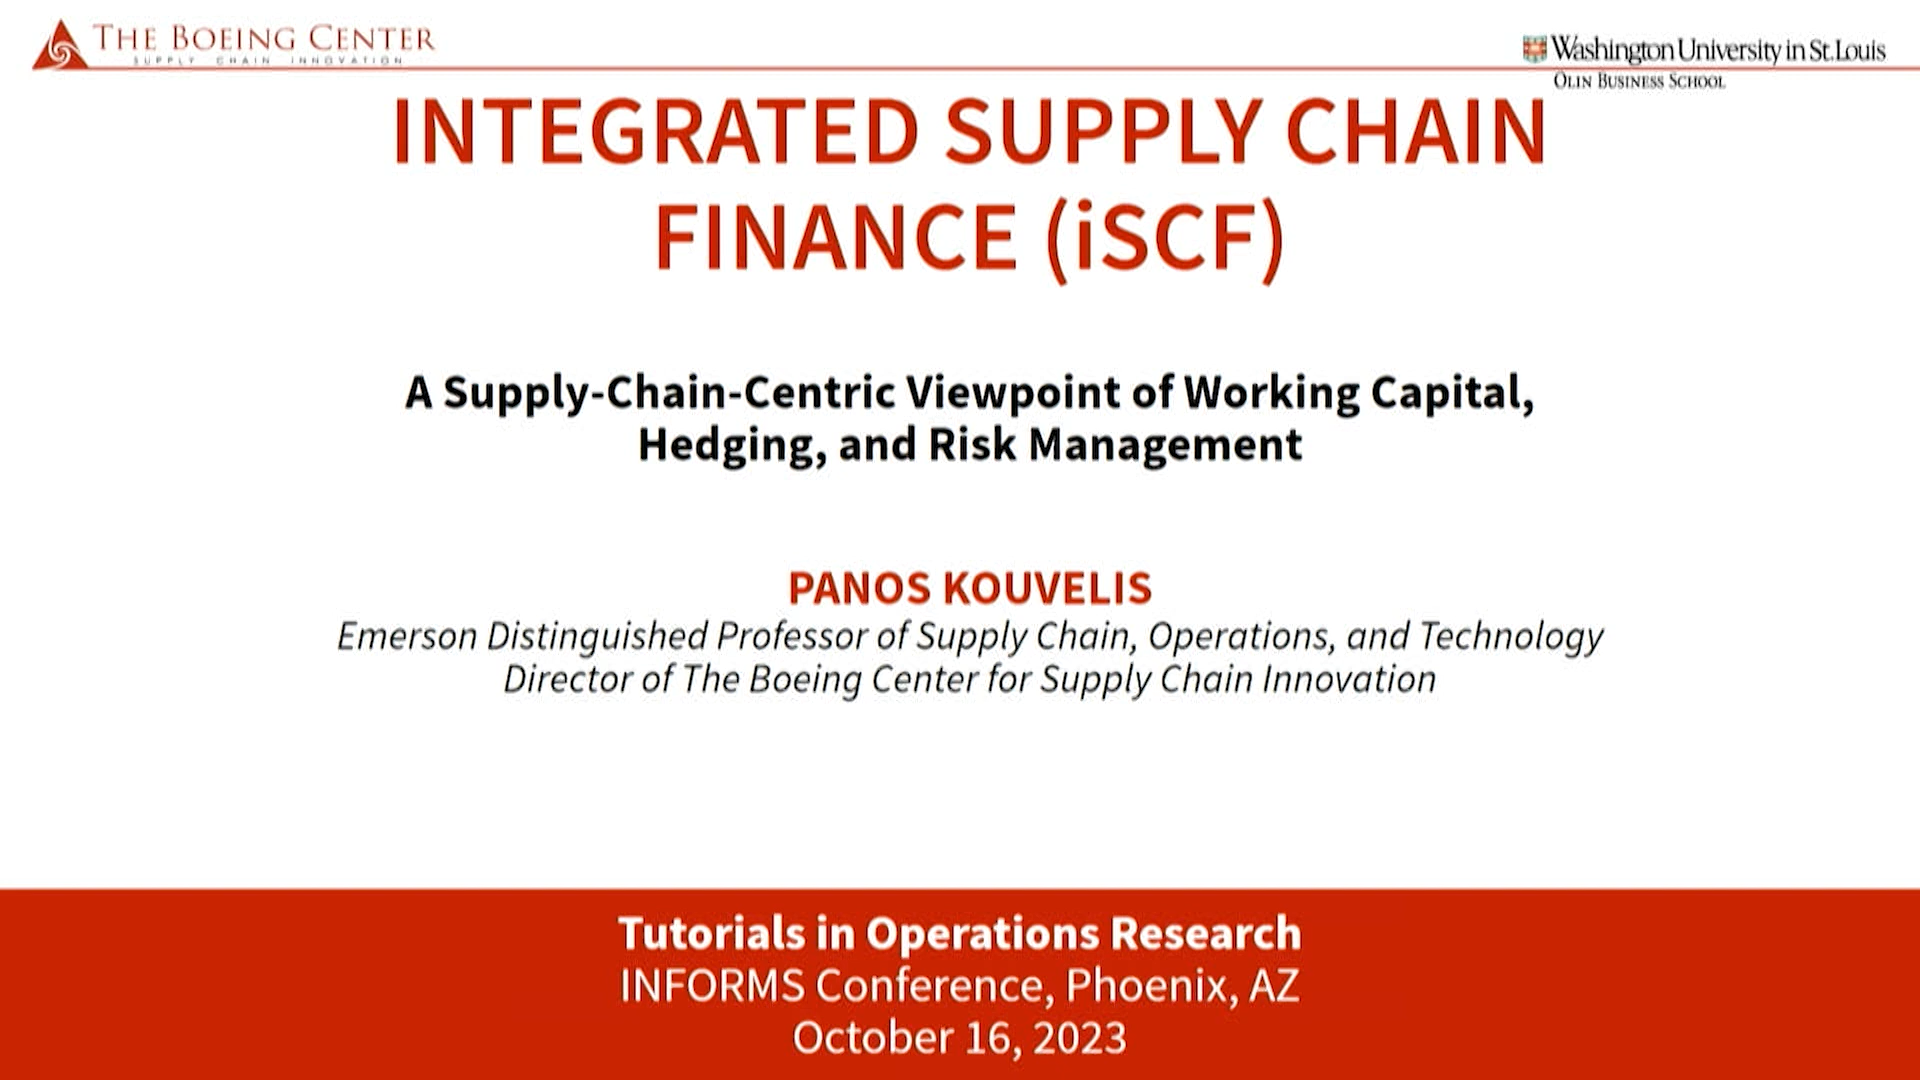 THE BOEING CENTER
SUPPLY CHAIN INNOVATION
Washington University in St. Louis
OLIN BUSINESS SCHOOL
INTEGRATED SUPPLY CHAIN
FINANCE (iSCF)
A Supply-Chain-Centric Viewpoint of Working Capital,
Hedging, and Risk Management
PANOS KOUVELIS
Emerson Distinguished Professor of Supply Chain, Operations, and Technology
Director of The Boeing Center for Supply Chain Innovation
Tutorials in Operations Research
INFORMS Conference, Phoenix, AZ
October 16, 2023